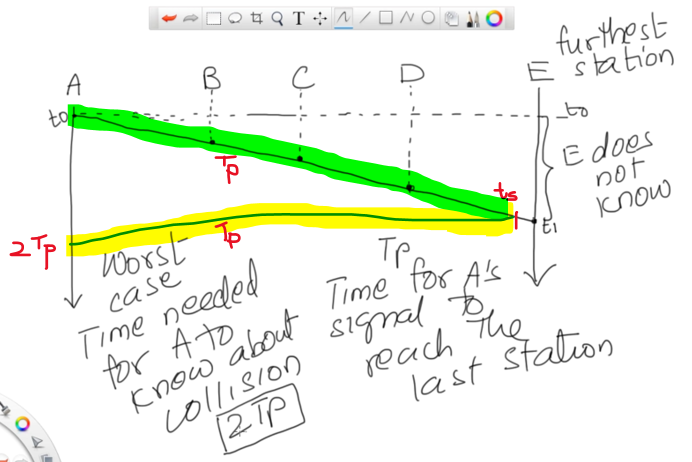 T
furthest
station
A
B
C
D
E
t0
to
Tp
E does
not
know
ts
t1
2Tp
Tp
Worst
case
Time needed
for A to
know about
collision
2Tp
Tp
Time for A's
signal to
reach the
last station